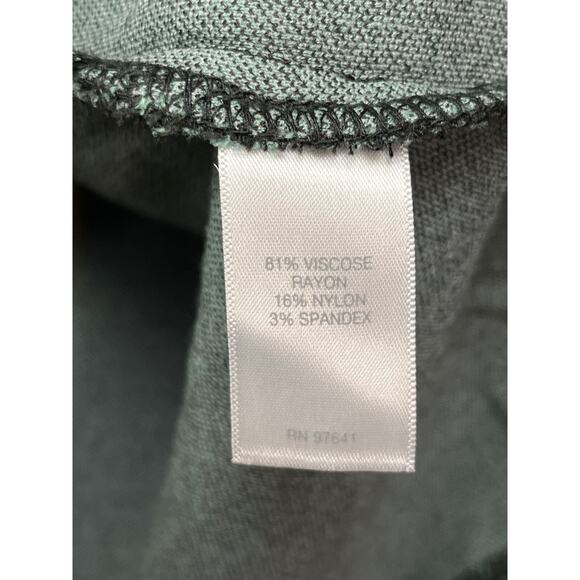 81% VISCOSE
RAYON
16% NYLON
3% SPANDEX
RN 97641